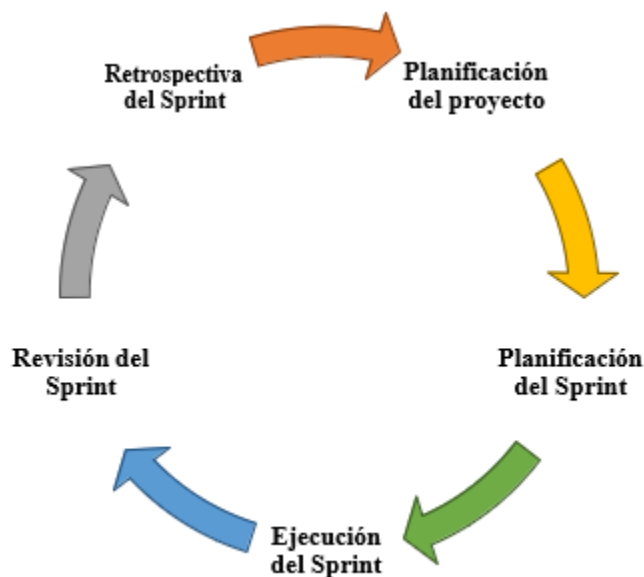 Retrospectiva
del Sprint
Planificación
del proyecto
Planificación
del Sprint
Ejecución
del Sprint
Revisión del
Sprint